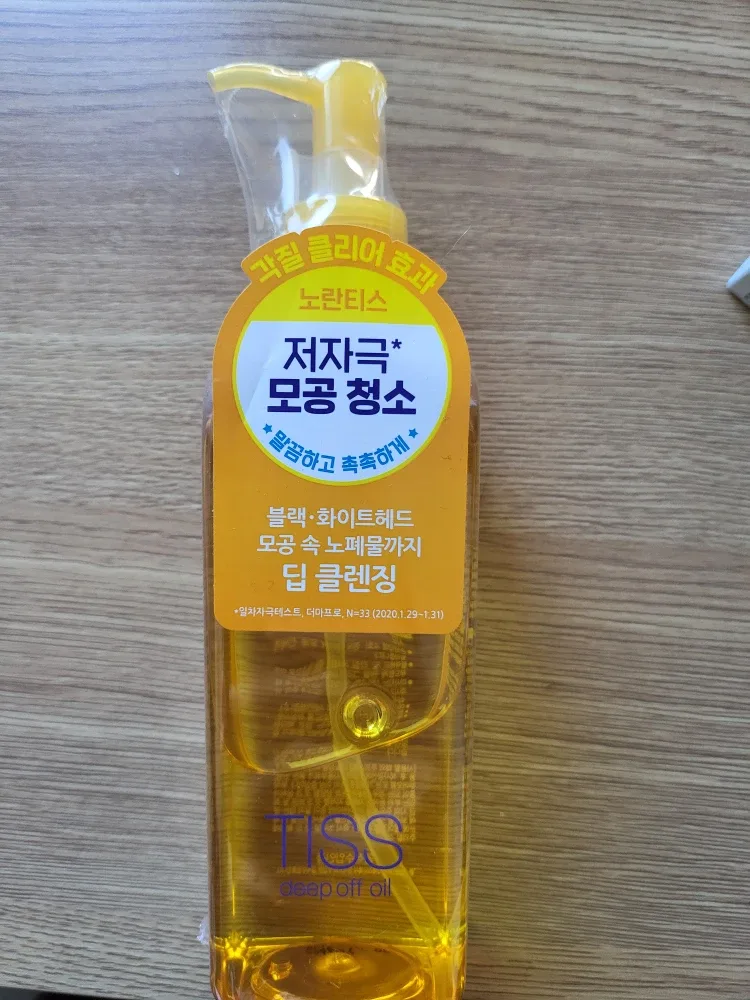 각질 클리어 효과
노란티스
저자극*
모공 청소
말끔하고 촉촉하게
블랙·화이트헤드
모공 속 노폐물까지
딥 클렌징
*일차자극테스트, 더마프로, N=33 (2020.1.29~1.31)
TISS
deep off oil